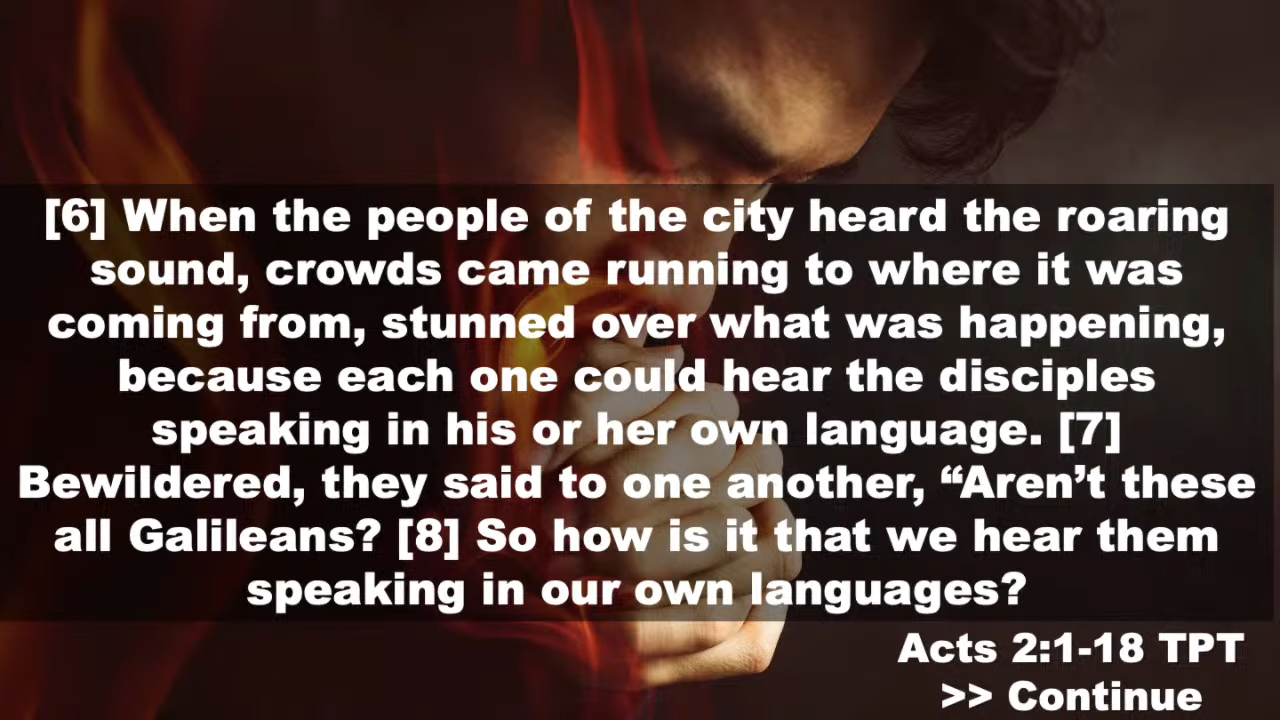 [6] When the people of the city heard the roaring
sound, crowds came running to where it was
coming from, stunned over what was happening,
because each one could hear the disciples
speaking in his or her own language. [7]
Bewildered, they said to one another, “Aren’t these
all Galileans? [8] So how is it that we hear them
speaking in our own languages?
Acts 2:1-18 TPT
>> Continue